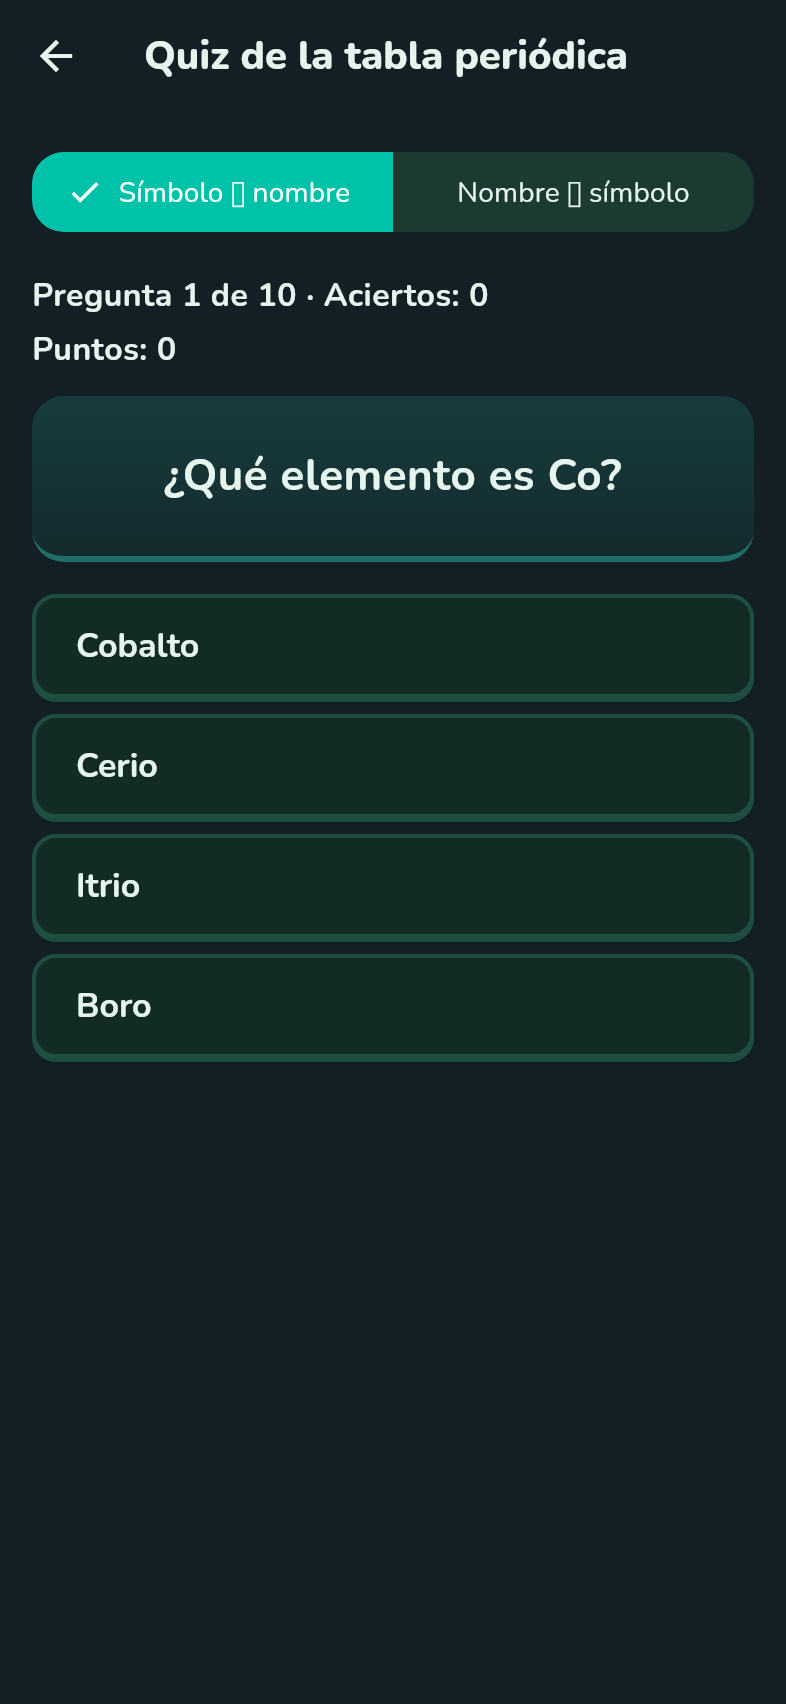 Quiz de la tabla periódica
Símbolo ▯ nombre
Nombre ▯ símbolo
Pregunta 1 de 10 · Aciertos: 0
Puntos: 0
¿Qué elemento es Co?
Cobalto
Cerio
Itrio
Boro